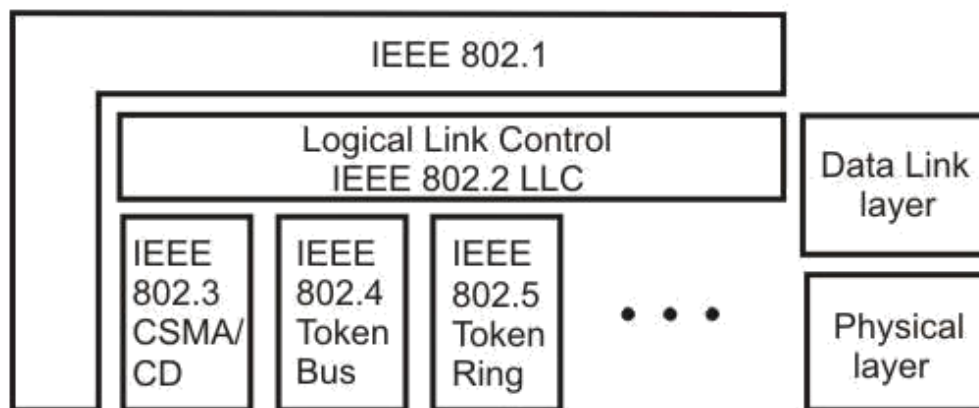 IEEE 802.1
Logical Link Control
IEEE 802.2 LLC
Data Link
layer
IEEE
802.3
CSMA/
CD
IEEE
802.4
Token
Bus
IEEE
802.5
Token
Ring
Physical
layer